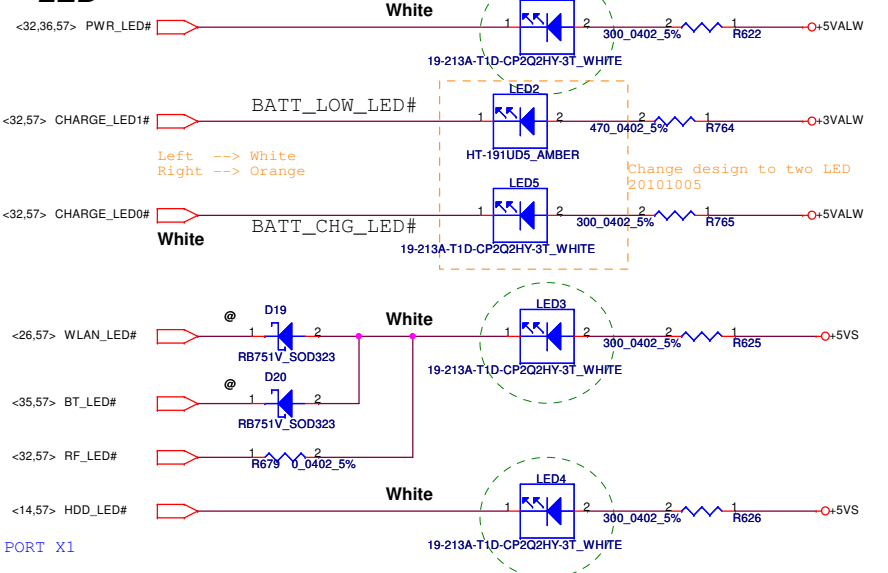 LED
White
<32,36,57> PWR_LED# 1 2 300_0402_5% 1 R622 +5VALW
19-213A-T1D-CP2Q2HY-3T_WHITE
LED2
BATT_LOW_LED#
<32,57> CHARGE_LED1# 1 2 2 1 +3VALW
470_0402_5% R764
HT-191UD5_AMBER
Left --> White
Right --> Orange
Change design to two LED
20101005
LED5
<32,57> CHARGE_LED0# 1 2 2 1 +5VALW
300_0402_5% R765
BATT_CHG_LED#
White
19-213A-T1D-CP2Q2HY-3T_WHITE
LED3
@ D19 White
<26,57> WLAN_LED# 1 2 1 2 2 1 +5VS
300_0402_5% R625
RB751V_SOD323
19-213A-T1D-CP2Q2HY-3T_WHITE
@ D20
<35,57> BT_LED# 1 2
RB751V_SOD323
<32,57> RF_LED# 1 2
R679 0_0402_5%
LED4
White
<14,57> HDD_LED# 1 2 2 1 +5VS
300_0402_5% R626
19-213A-T1D-CP2Q2HY-3T_WHITE
PORT X1